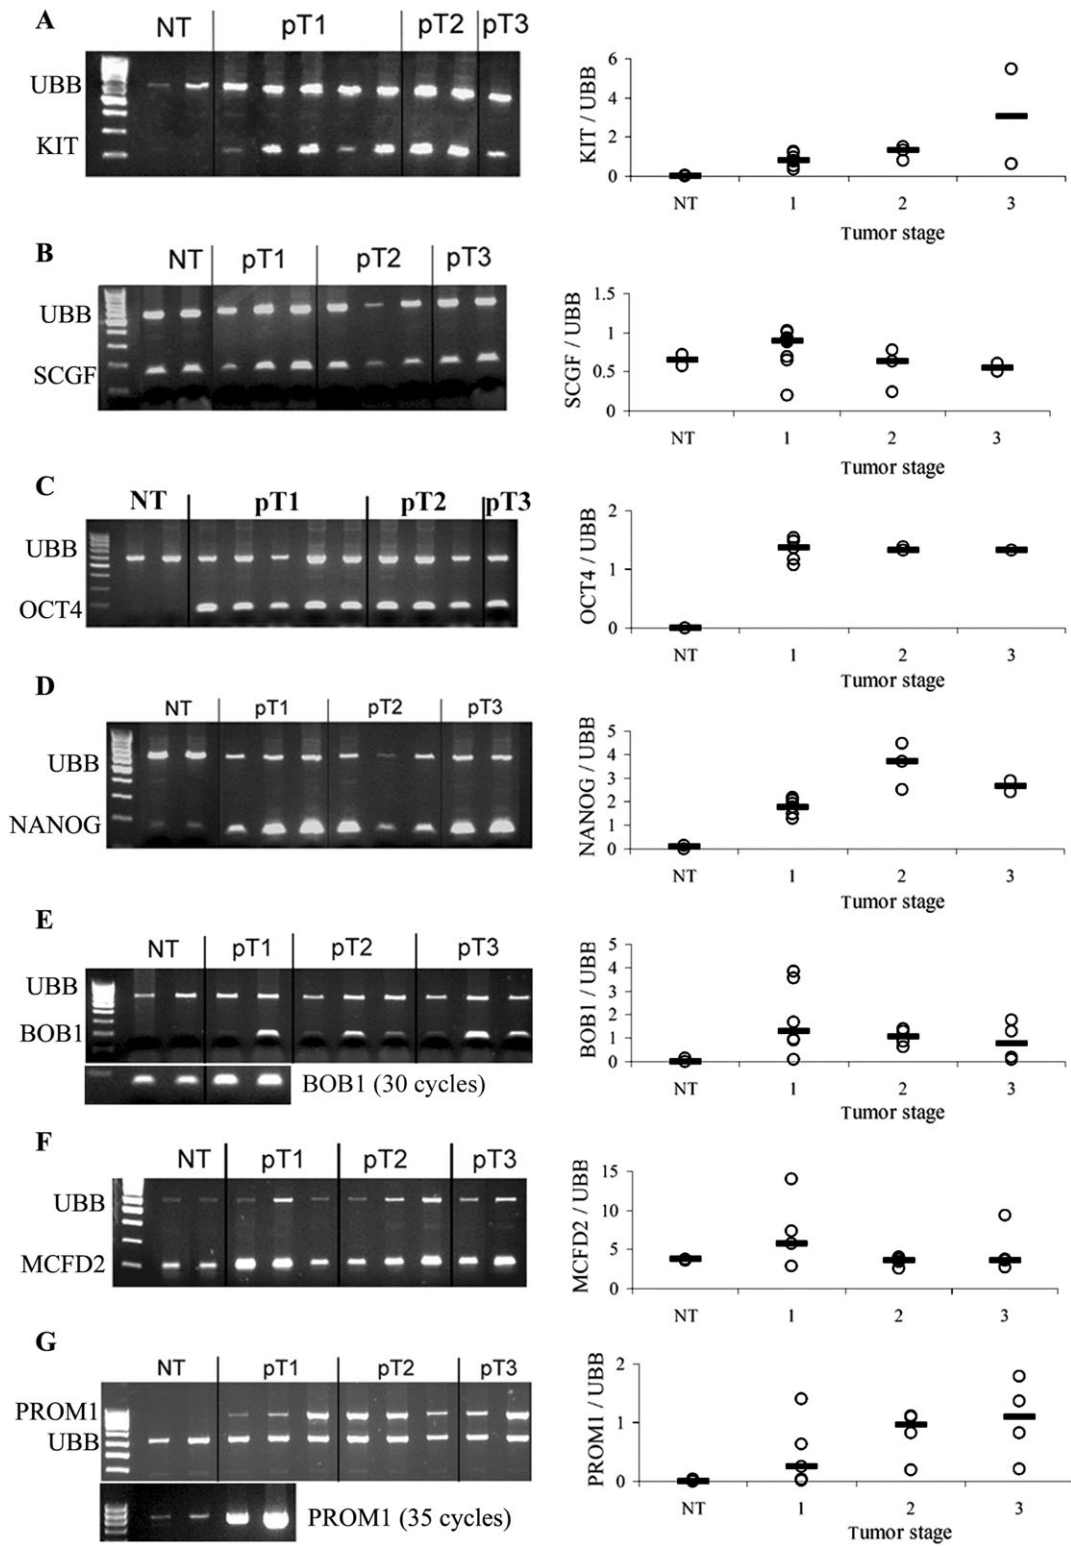 A
NT pT1 pT2 pT3
UBB
KIT
KIT / UBB
6
4
2
0
NT 1 2 3
Tumor stage
B
NT pT1 pT2 pT3
UBB
SCGF
SCGF / UBB
1.5
1
0.5
0
NT 1 2 3
Tumor stage
C
NT pT1 pT2 pT3
UBB
OCT4
OCT4 / UBB
2
1
0
NT 1 2 3
Tumor stage
D
NT pT1 pT2 pT3
UBB
NANOG
NANOG / UBB
5
4
3
2
1
0
NT 1 2 3
Tumor stage
E
NT pT1 pT2 pT3
UBB
BOB1
BOB1 (30 cycles)
BOB1 / UBB
5
4
3
2
1
0
NT 1 2 3
Tumor stage
F
NT pT1 pT2 pT3
UBB
MCFD2
MCFD2 / UBB
15
10
5
0
NT 1 2 3
G
NT pT1 pT2 pT3
PROM1
UBB
PROM1 (35 cycles)
PROM1 / UBB
2
1
0
NT 1 2 3
Tumor stage